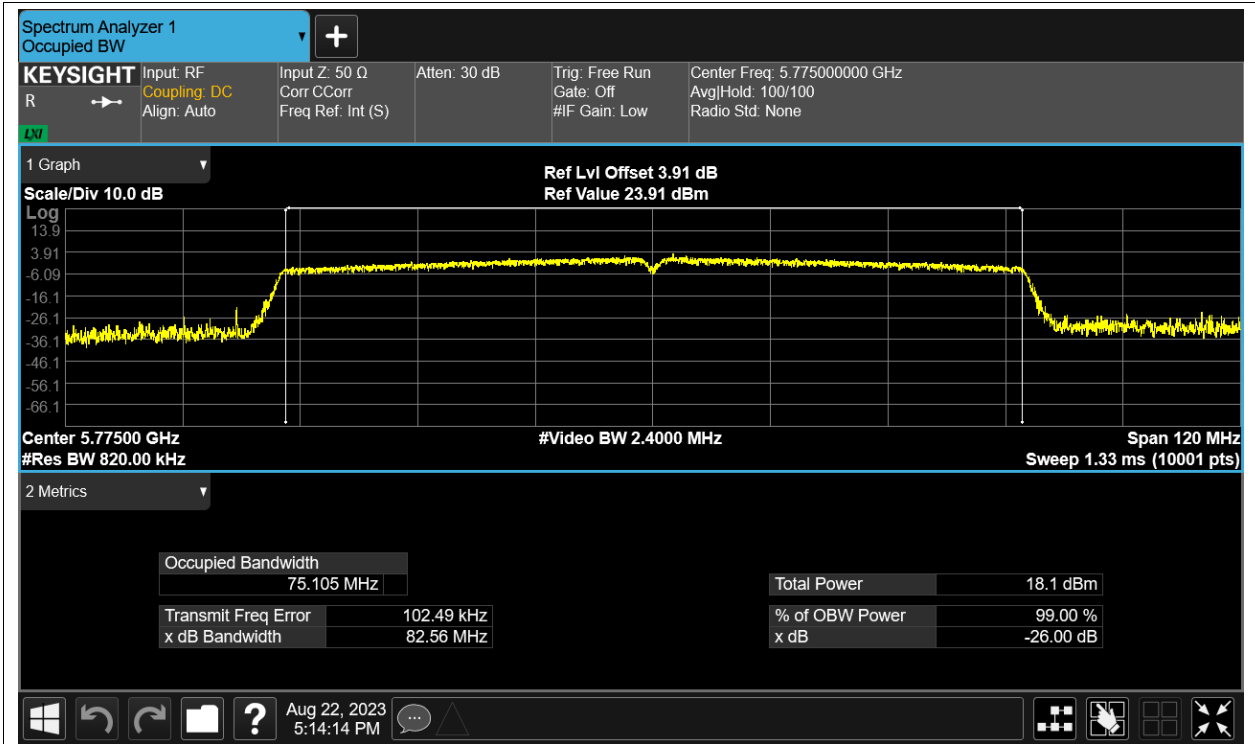 Spectrum Analyzer 1
Occupied BW
KEYSIGHT
R
LXI
Input: RF
Coupling: DC
Align: Auto
Input Z: 50 Ω
Corr CCorr
Freq Ref: Int (S)
Atten: 30 dB
Trig: Free Run
Gate: Off
#IF Gain: Low
Center Freq: 5.775000000 GHz
Avg|Hold: 100/100
Radio Std: None
1 Graph
Scale/Div 10.0 dB
Ref Lvl Offset 3.91 dB
Ref Value 23.91 dBm
Log
13.9
3.91
-6.09
-16.1
-26.1
-36.1
-46.1
-56.1
-66.1
Center 5.77500 GHz
#Res BW 820.00 kHz
#Video BW 2.4000 MHz
Span 120 MHz
Sweep 1.33 ms (10001 pts)
2 Metrics
Occupied Bandwidth
75.105 MHz
Transmit Freq Error 102.49 kHz
x dB Bandwidth 82.56 MHz
Total Power 18.1 dBm
% of OBW Power 99.00 %
x dB -26.00 dB
?
Aug 22, 2023
5:14:14 PM